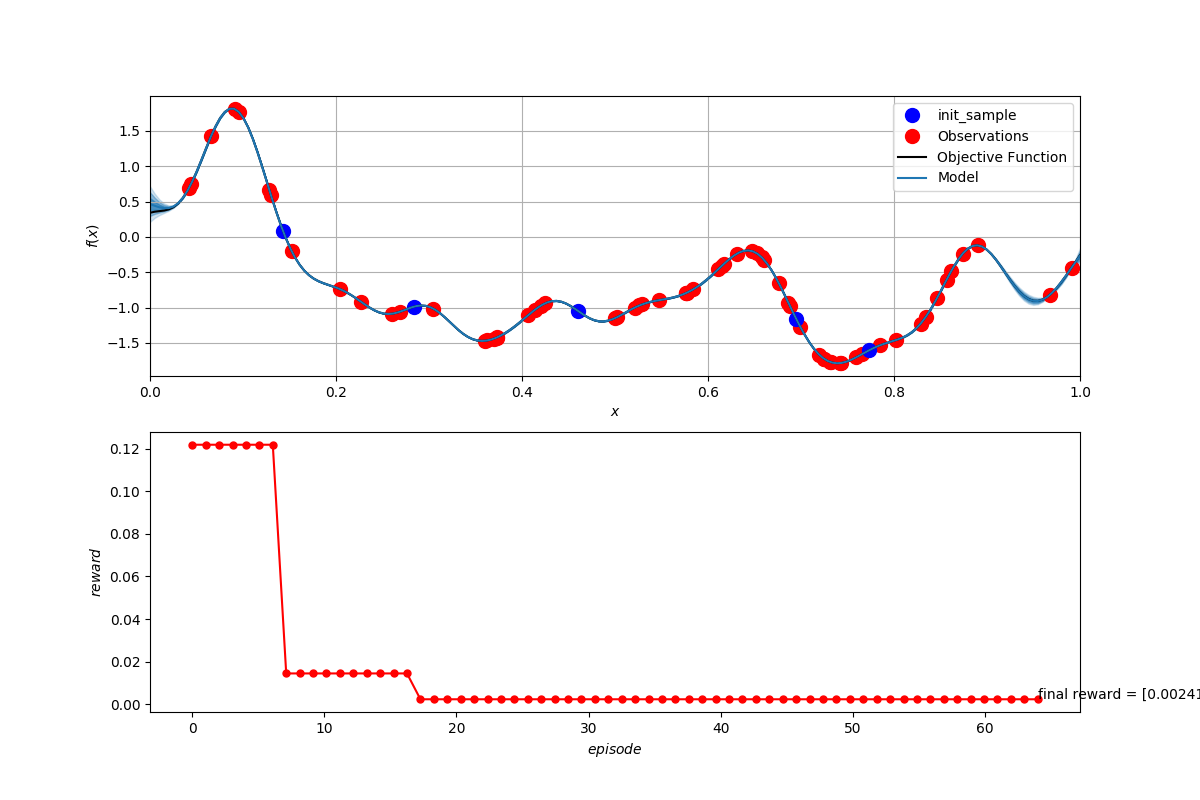 1.5
1.0
0.5
0.0
−0.5
−1.0
−1.5
f(x)
init_sample
Observations
Objective Function
Model
0.0 0.2 0.4 0.6 0.8 1.0
x
0.12
0.10
0.08
0.06
0.04
0.02
0.00
reward
final reward = [0.00241
0 10 20 30 40 50 60
episode